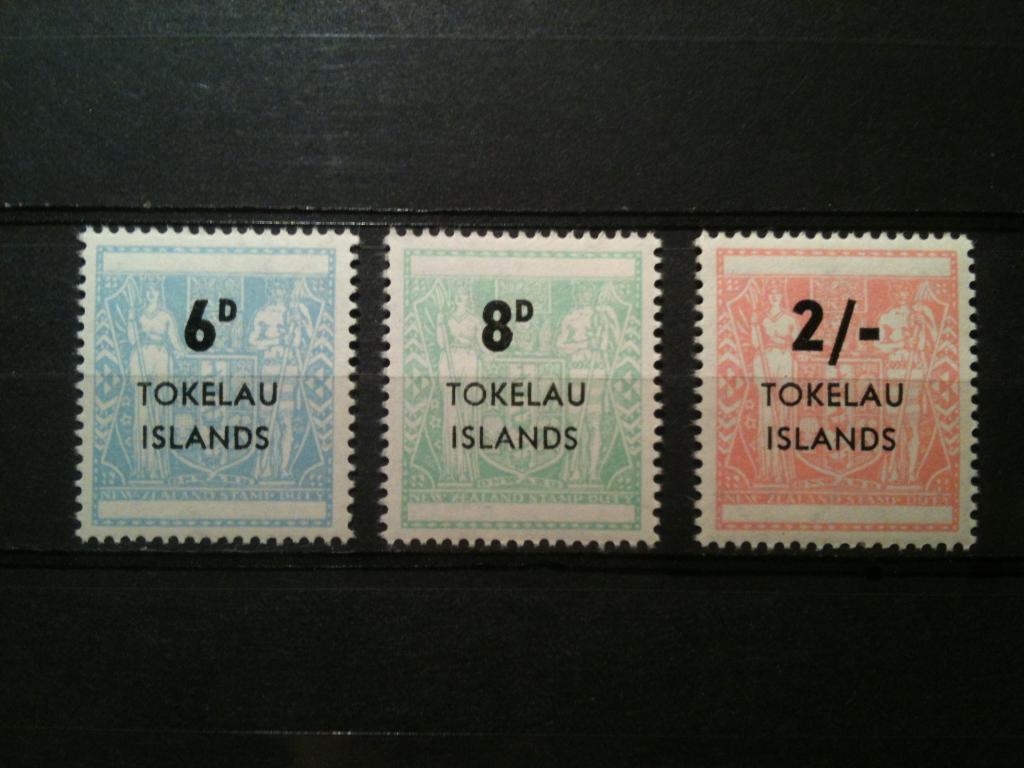 6D
TOKELAU
ISLANDS
NEW ZEALAND STAMP DUTY
8D
TOKELAU
ISLANDS
ONWARD
NEW ZEALAND STAMP DUTY
2/-
TOKELAU
ISLANDS
NEW ZEALAND STAMP DUTY